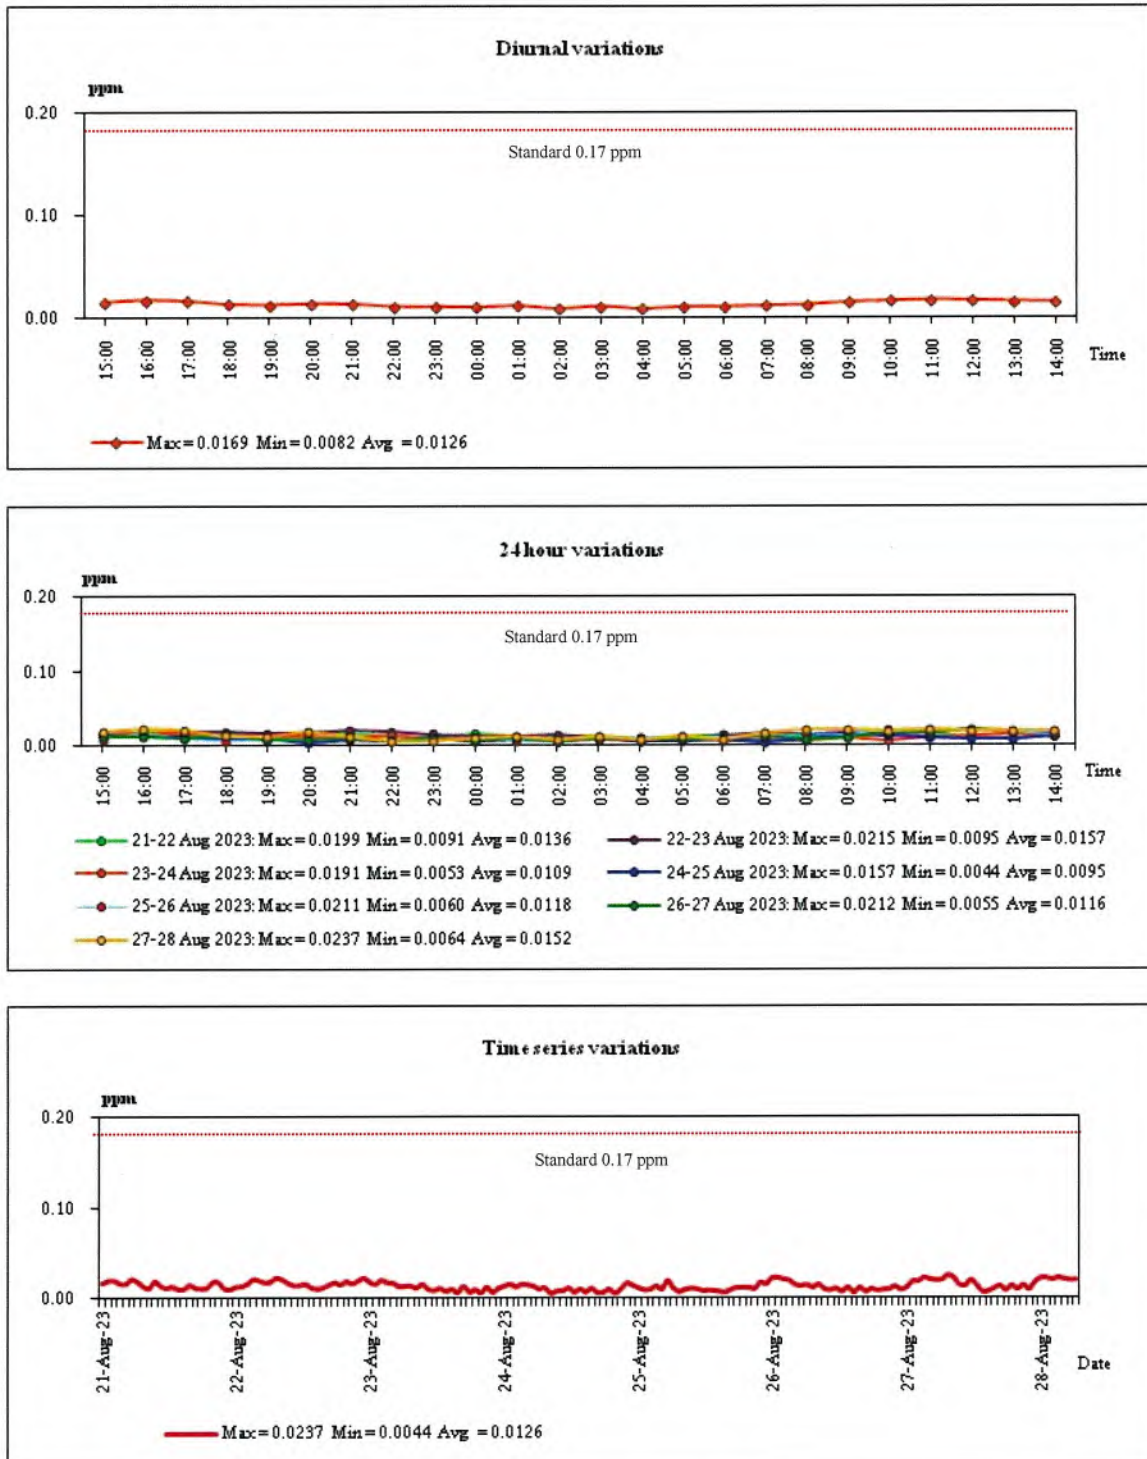 Diurnal variations
ppm
0.20
Standard 0.17 ppm
0.10
0.00
15:00 16:00 17:00 18:00 19:00 20:00 21:00 22:00 23:00 00:00 01:00 02:00 03:00 04:00 05:00 06:00 07:00 08:00 09:00 10:00 11:00 12:00 13:00 14:00
Time
Max=0.0169 Min=0.0082 Avg =0.0126
24 hour variations
ppm
0.20
Standard 0.17 ppm
0.10
0.00
15:00 16:00 17:00 18:00 19:00 20:00 21:00 22:00 23:00 00:00 01:00 02:00 03:00 04:00 05:00 06:00 07:00 08:00 09:00 10:00 11:00 12:00 13:00 14:00
Time
21-22 Aug 2023: Max=0.0199 Min=0.0091 Avg=0.0136
22-23 Aug 2023: Max=0.0215 Min=0.0095 Avg=0.0157
23-24 Aug 2023: Max=0.0191 Min=0.0053 Avg=0.0109
24-25 Aug 2023: Max=0.0157 Min=0.0044 Avg=0.0095
25-26 Aug 2023: Max=0.0211 Min=0.0060 Avg=0.0118
26-27 Aug 2023: Max=0.0212 Min=0.0055 Avg=0.0116
27-28 Aug 2023: Max=0.0237 Min=0.0064 Avg=0.0152
Time series variations
ppm
0.20
Standard 0.17 ppm
0.10
0.00
21-Aug-23 22-Aug-23 23-Aug-23 24-Aug-23 25-Aug-23 26-Aug-23 27-Aug-23 28-Aug-23
Date
Max=0.0237 Min=0.0044 Avg =0.0126